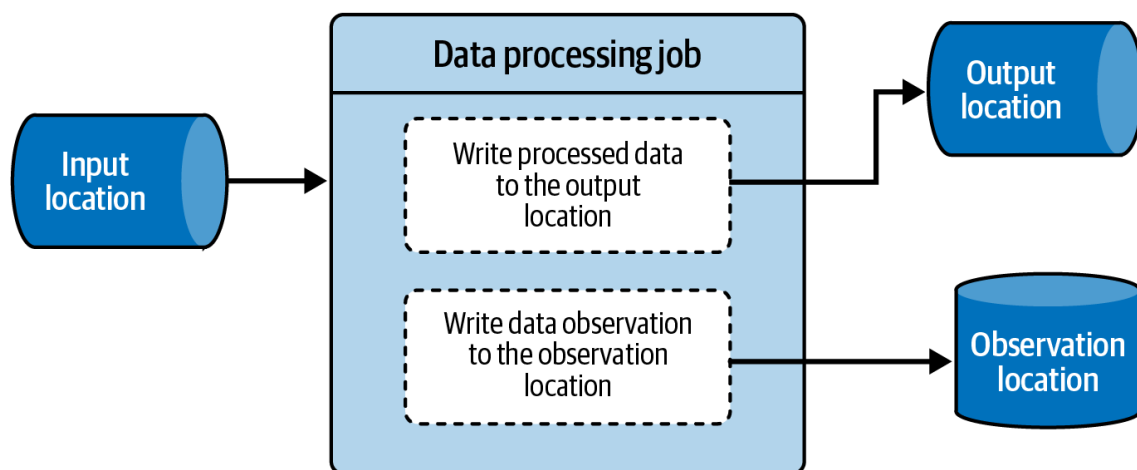 Data processing job
Input
location
Write processed data
to the output
location
Output
location
Write data observation
to the observation
location
Observation
location